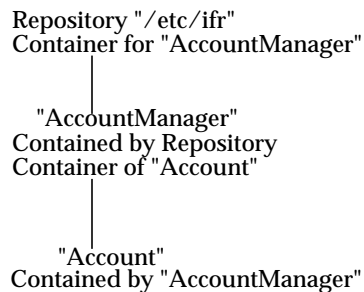 Repository "/etc/ifr"
Container for "AccountManager"
"AccountManager"
Contained by Repository
Container of "Account"
"Account"
Contained by "AccountManager"